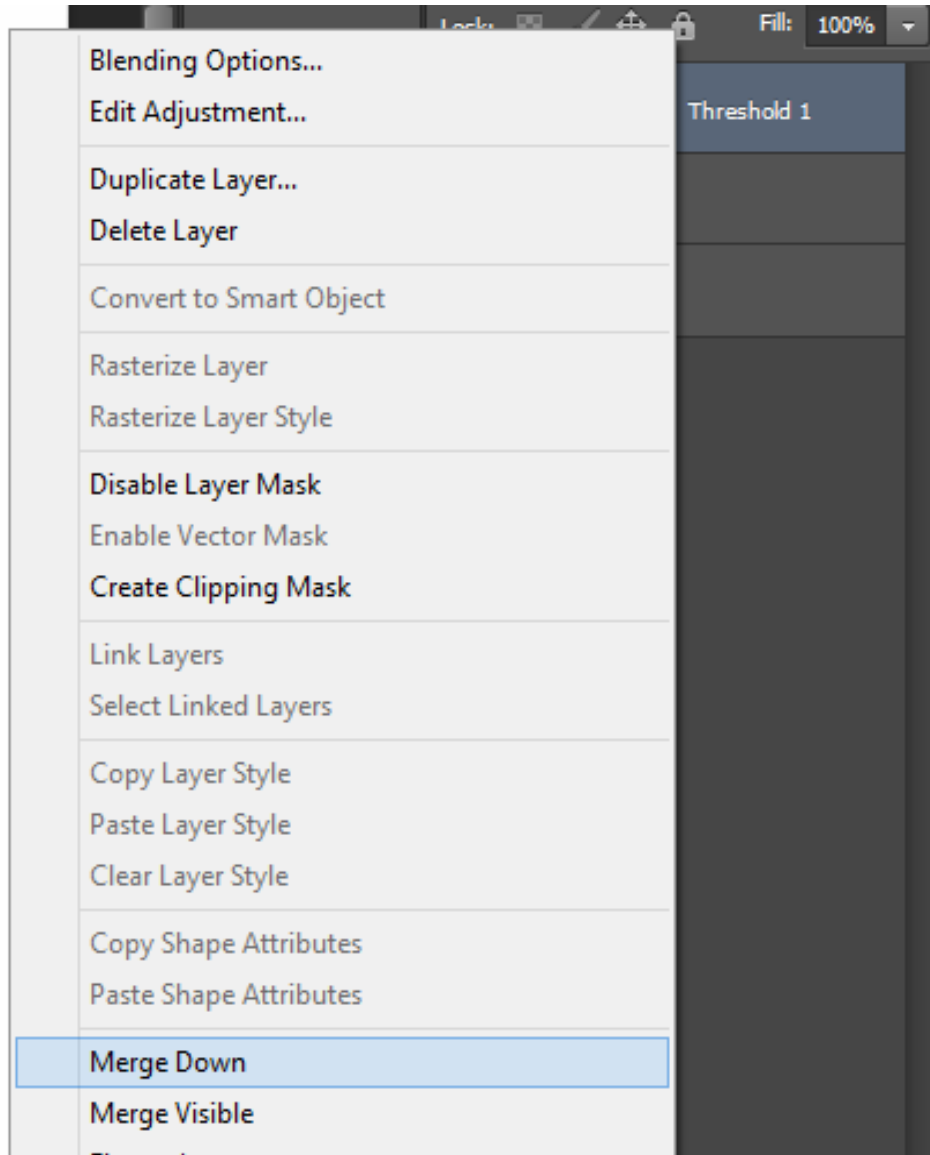 Lock: Fill: 100%
Blending Options...
Edit Adjustment...
Threshold 1
Duplicate Layer...
Delete Layer
Convert to Smart Object
Rasterize Layer
Rasterize Layer Style
Disable Layer Mask
Enable Vector Mask
Create Clipping Mask
Link Layers
Select Linked Layers
Copy Layer Style
Paste Layer Style
Clear Layer Style
Copy Shape Attributes
Paste Shape Attributes
Merge Down
Merge Visible